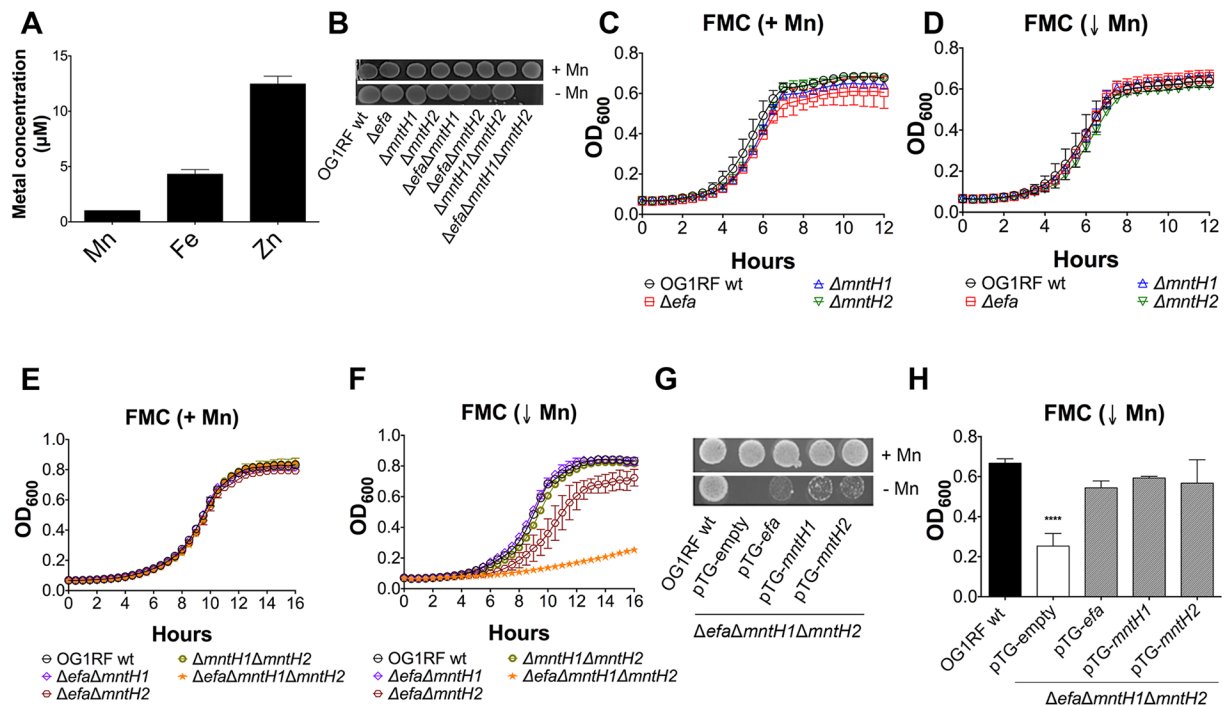 A
Metal concentration
(µM)
15
10
5
0
Mn
Fe
Zn
B
+ Mn
- Mn
OG1RF wt
Δefa
ΔmntH1
ΔmntH2
ΔefaΔmntH1
ΔefaΔmntH2
ΔmntH1ΔmntH2
ΔefaΔmntH1ΔmntH2
C
FMC (+ Mn)
OD600
0.8
0.6
0.4
0.2
0.0
0 2 4 6 8 10 12
Hours
OG1RF wt
Δefa
ΔmntH1
ΔmntH2
D
FMC (↓ Mn)
OD600
0.8
0.6
0.4
0.2
0.0
0 2 4 6 8 10 12
Hours
OG1RF wt
Δefa
ΔmntH1
ΔmntH2
E
FMC (+ Mn)
OD600
1.0
0.8
0.6
0.4
0.2
0.0
0 2 4 6 8 10 12 14 16
Hours
OG1RF wt
ΔefaΔmntH1
ΔefaΔmntH2
ΔmntH1ΔmntH2
ΔefaΔmntH1ΔmntH2
F
FMC (↓ Mn)
OD600
1.0
0.8
0.6
0.4
0.2
0.0
0 2 4 6 8 10 12 14 16
Hours
OG1RF wt
ΔefaΔmntH1
ΔefaΔmntH2
ΔmntH1ΔmntH2
ΔefaΔmntH1ΔmntH2
G
+ Mn
- Mn
OG1RF wt
pTG-empty
pTG-efa
pTG-mntH1
pTG-mntH2
ΔefaΔmntH1ΔmntH2
H
FMC (↓ Mn)
OD600
0.8
0.6
0.4
0.2
0.0
****
OG1RF wt
pTG-empty
pTG-efa
pTG-mntH1
pTG-mntH2
ΔefaΔmntH1ΔmntH2